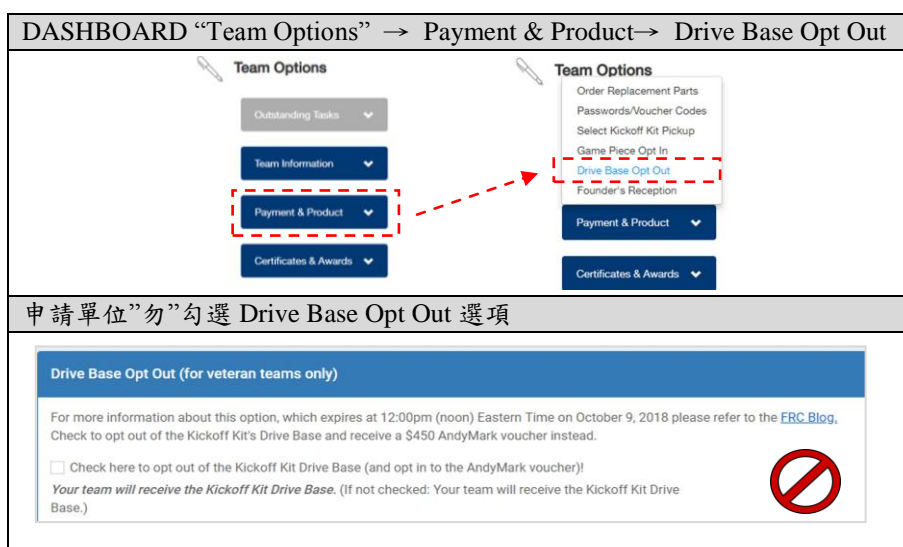 DASHBOARD “Team Options” → Payment & Product→ Drive Base Opt Out
Team Options
Outstanding Tasks
Team Information
Payment & Product
Certificates & Awards
Team Options
Order Replacement Parts
Passwords/Voucher Codes
Select Kickoff Kit Pickup
Game Piece Opt In
Drive Base Opt Out
Founder's Reception
Payment & Product
Certificates & Awards
申請單位”勿”勾選 Drive Base Opt Out 選項
Drive Base Opt Out (for veteran teams only)
For more information about this option, which expires at 12:00pm (noon) Eastern Time on October 9, 2018 please refer to the FRC Blog.
Check to opt out of the Kickoff Kit's Drive Base and receive a $450 AndyMark voucher instead.
Check here to opt out of the Kickoff Kit Drive Base (and opt in to the AndyMark voucher)!
Your team will receive the Kickoff Kit Drive Base. (If not checked: Your team will receive the Kickoff Kit Drive
Base.)